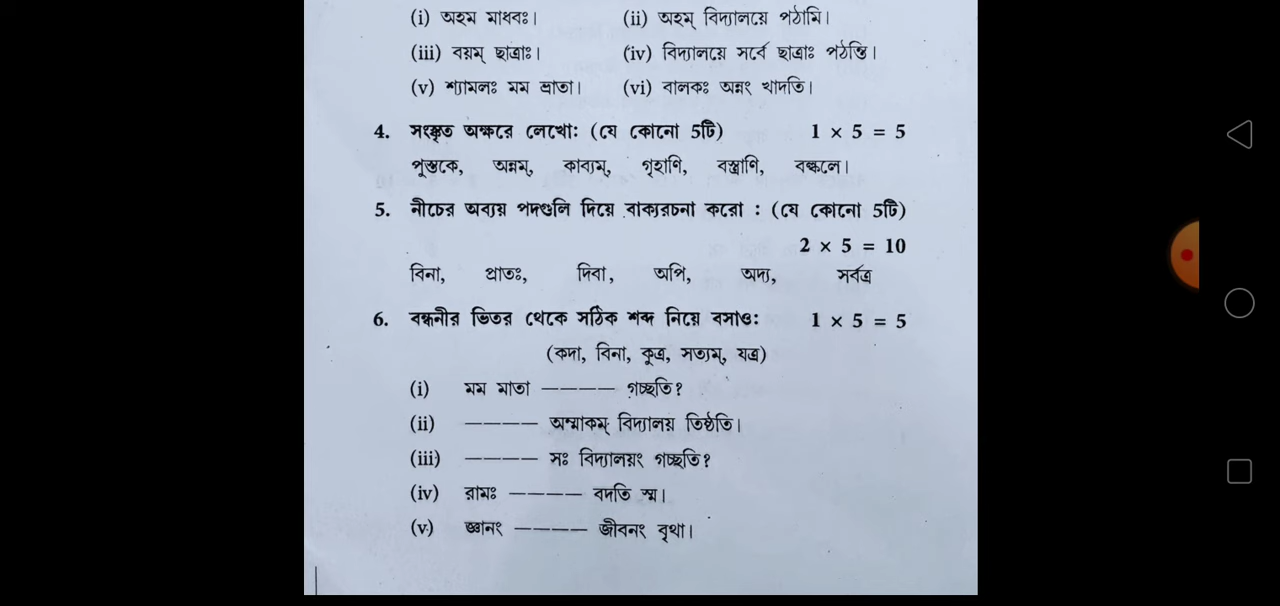 (i) অহম মাধবঃ। (ii) অহম্ বিদ্যালয়ে পঠামি।
(iii) বয়ম্ ছাত্রাঃ। (iv) বিদ্যালয়ে সর্বে ছাত্রাঃ পঠন্তি।
(v) শ্যামলঃ মম ভ্রাতা। (vi) বালকঃ অন্নং খাদতি।
4. সংস্কৃত অক্ষরে লেখো: (যে কোনো 5টি) 1 × 5 = 5
পুস্তকে, অন্নম্, কাব্যম্, গৃহাণি, বস্ত্রাণি, বল্কলে।
5. নীচের অব্যয় পদগুলি দিয়ে বাক্যরচনা করো : (যে কোনো 5টি)
2 × 5 = 10
বিনা, প্রাতঃ, দিবা, অপি, অদ্য, সর্বত্র
6. বন্ধনীর ভিতর থেকে সঠিক শব্দ নিয়ে বসাও: 1 × 5 = 5
(কদা, বিনা, কুত্র, সত্যম্, যত্র)
(i) মম মাতা ———— গচ্ছতি?
(ii) ———— অস্মাকম্ বিদ্যালয় তিষ্ঠতি।
(iii) ———— সঃ বিদ্যালয়ং গচ্ছতি?
(iv) রামঃ ———— বদতি স্ম।
(v) জ্ঞানং ———— জীবনং বৃথা।